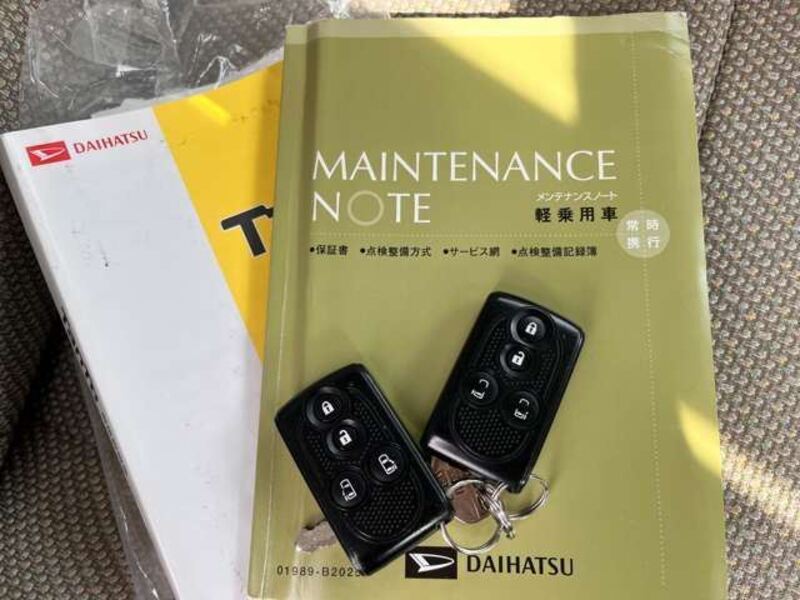 DAIHATSU
MAINTENANCE
NOTE
メンテナンスノート
軽乗用車
常時
携行
●保証書 ●点検整備方式 ●サービス網 ●点検整備記録簿
DAIHATSU